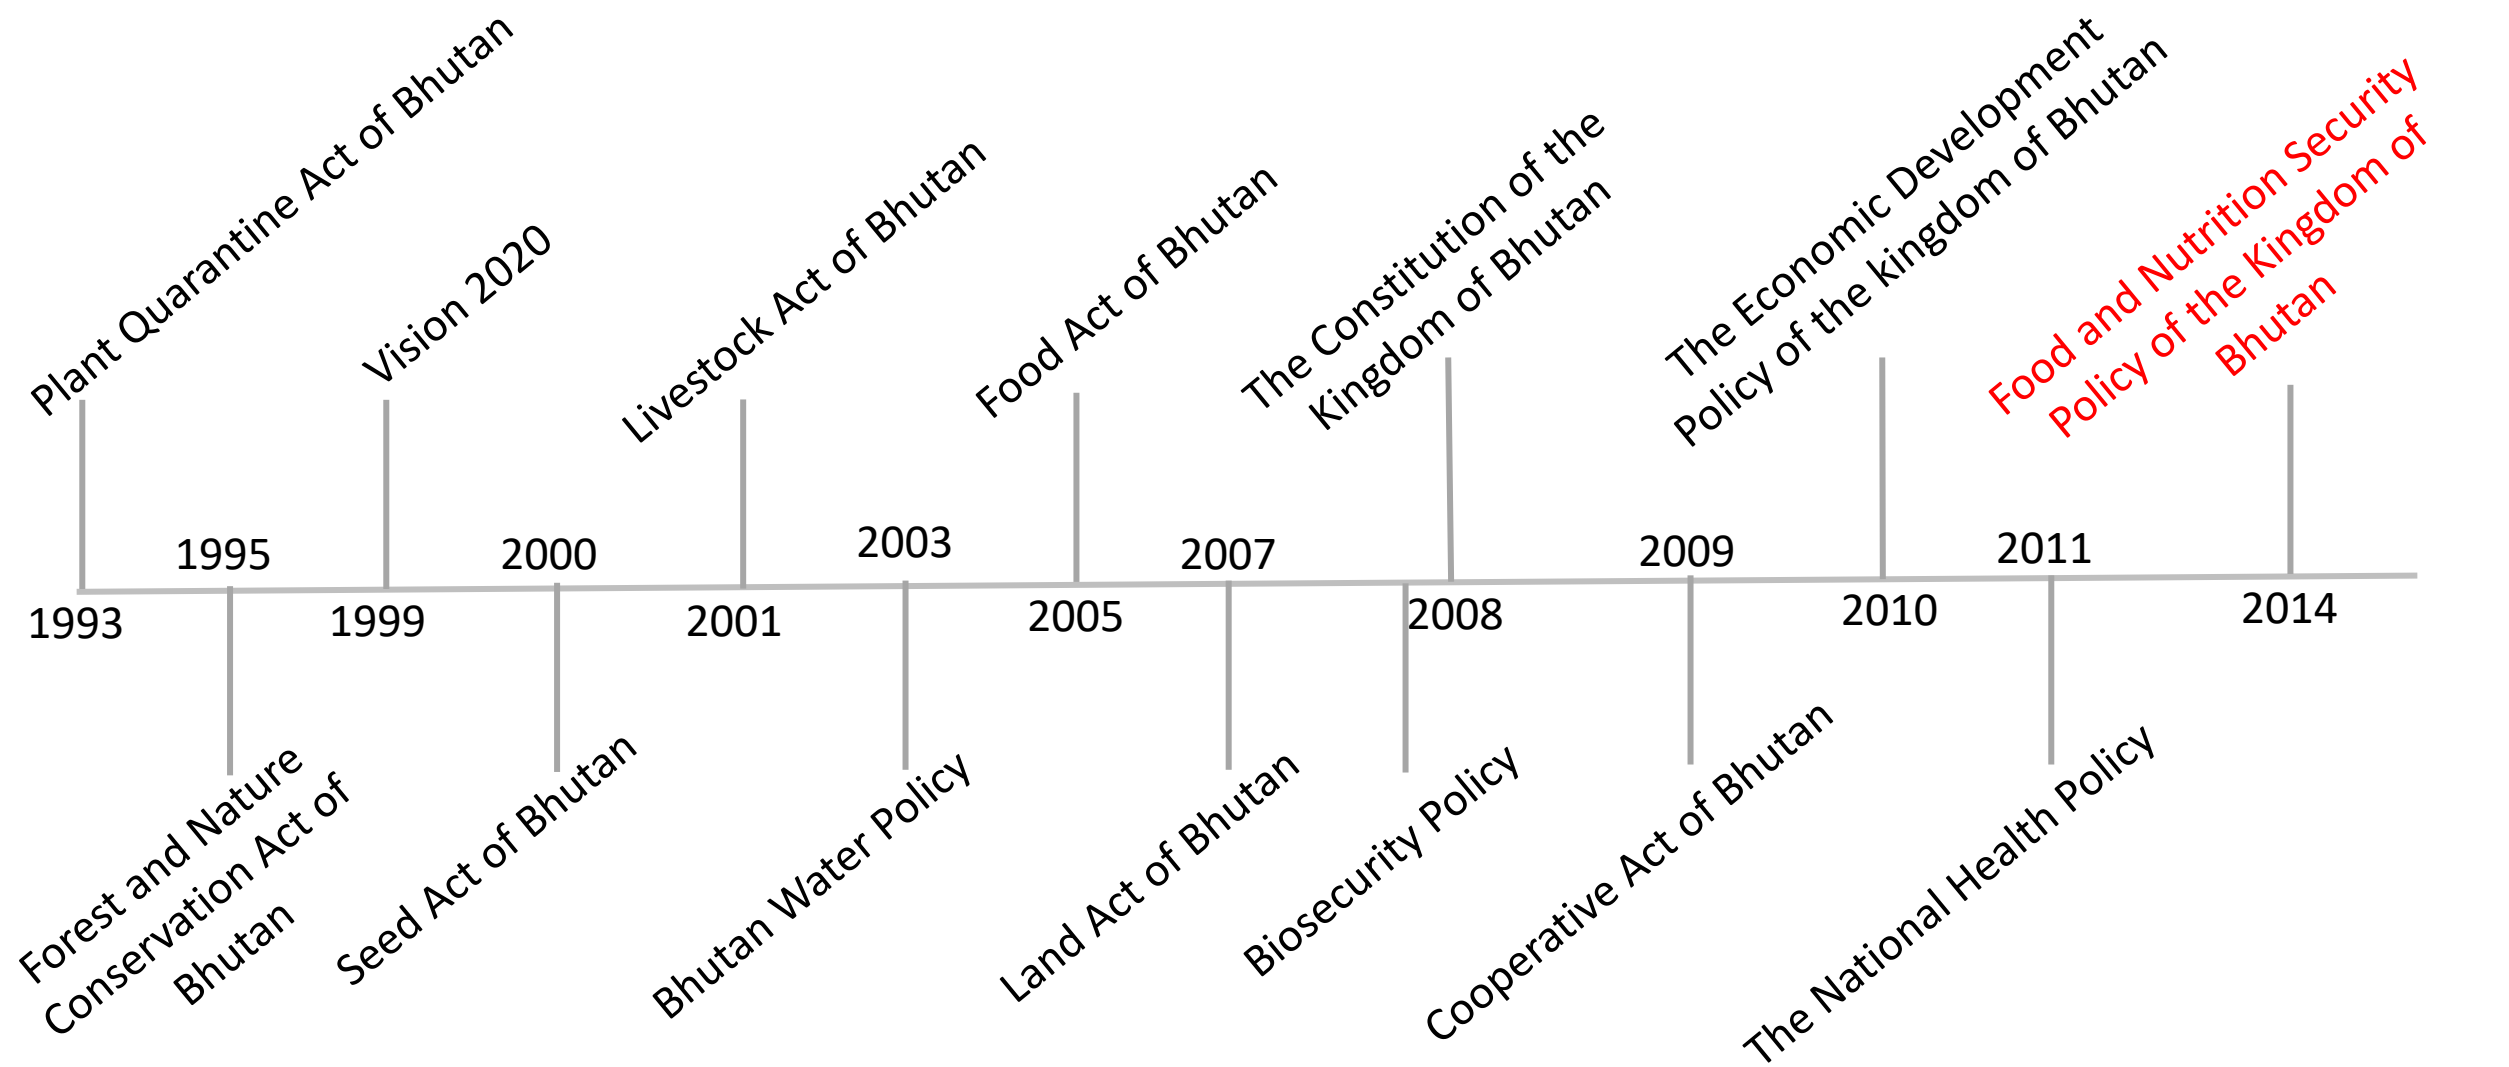 Plant Quarantine Act of Bhutan
Vision 2020
Livestock Act of Bhutan
Food Act of Bhutan
The Constitution of the
Kingdom of Bhutan
The Economic Development
Policy of the kingdom of Bhutan
Food and Nutrition Security
Policy of the Kingdom of
Bhutan
1993
1995
1999
2000
2001
2003
2005
2007
2008
2009
2010
2011
2014
Forest and Nature
Conservation Act of
Bhutan
Seed Act of Bhutan
Bhutan Water Policy
Land Act of Bhutan
Biosecurity Policy
Cooperative Act of Bhutan
The National Health Policy